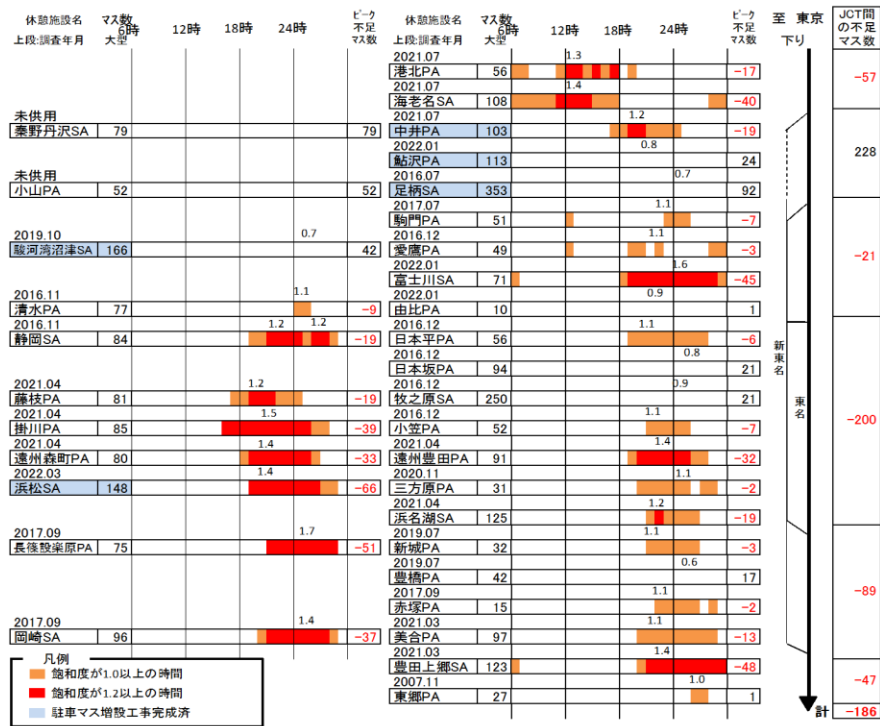 休憩施設名 マス数 ピーク 不足 マス数
上段:調査年月 大型
6時 12時 18時 24時
未供用
秦野丹沢SA 79 79
未供用
小山PA 52 52
2019.10 0.7
駿河湾沼津SA 166 42
2016.11 1.1
清水PA 77 -9
2016.11 1.2 1.2
静岡SA 84 -19
2021.04 1.2
藤枝PA 81 -19
2021.04 1.5
掛川PA 85 -39
2021.04 1.4
遠州森町PA 80 -33
2022.03 1.4
浜松SA 148 -66
2017.09 1.7
長篠設楽原PA 75 -51
2017.09 1.4
岡崎SA 96 -37
凡例
飽和度が1.0以上の時間
飽和度が1.2以上の時間
駐車マス増設工事完成済
休憩施設名 マス数 ピーク 不足 マス数
上段:調査年月 大型
6時 12時 18時 24時
2021.07 1.3
港北PA 56 -17
2021.07 1.4
海老名SA 108 -40
2021.07 1.2
中井PA 103 -19
2022.01 0.8
鮎沢PA 113 24
2016.07 0.7
足柄SA 353 92
2017.07 1.1
駒門PA 51 -7
2016.12 1.1
愛鷹PA 49 -3
2022.01 1.6
富士川SA 71 -45
2022.01 0.9
由比PA 10 1
2016.12 1.1
日本平PA 56 -6
2016.12 0.8
日本坂PA 94 21
2016.12 0.9
牧之原SA 250 21
2016.12 1.1
小笠PA 52 -7
2021.04 1.4
遠州豊田PA 91 -32
2020.11 1.1
三方原PA 31 -2
2021.04 1.2
浜名湖SA 125 -19
2019.07 1.1
新城PA 32 -3
2019.07 0.6
豊橋PA 42 17
2017.09 1.1
赤塚PA 15 -2
2021.03 1.1
美合PA 97 -13
2021.03 1.4
豊田上郷SA 123 -48
2007.11 1.0
東郷PA 27 1
至 東京
下り
新東名
東名
JCT間
の不足
マス数
-57
228
-21
-200
-89
-47
計 -186